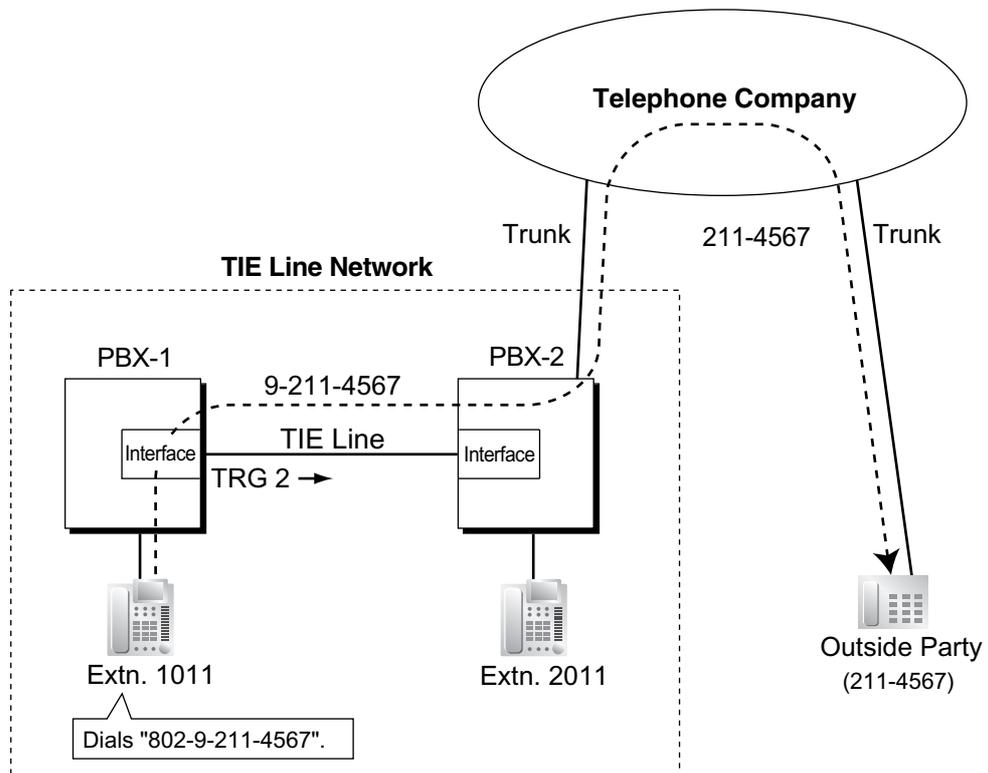 Telephone Company
Trunk
211-4567
Trunk
TIE Line Network
PBX-1
PBX-2
9-211-4567
Interface
TIE Line
Interface
TRG 2
Extn. 1011
Extn. 2011
Outside Party
(211-4567)
Dials "802-9-211-4567".